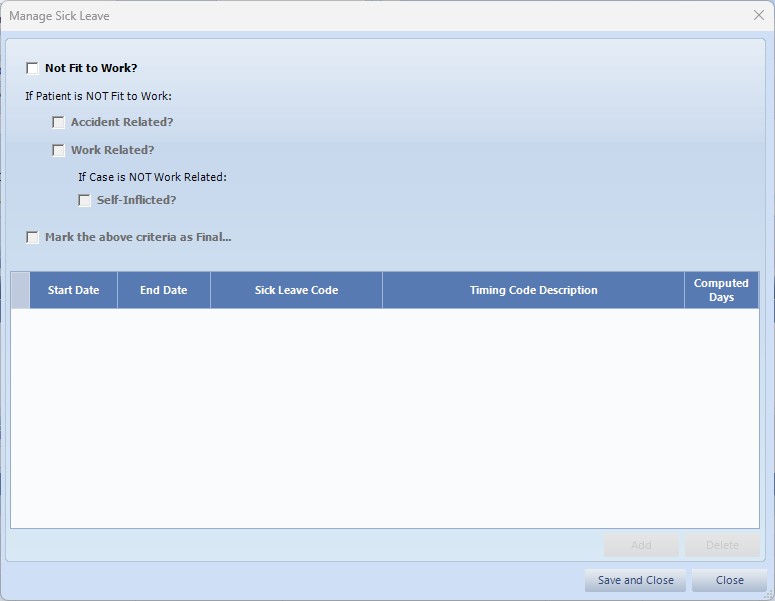 Manage Sick Leave
Not Fit to Work?
If Patient is NOT Fit to Work:
Accident Related?
Work Related?
If Case is NOT Work Related:
Self-Inflicted?
Mark the above criteria as Final...
Start Date End Date Sick Leave Code Timing Code Description Computed
Days
Add Delete
Save and Close Close